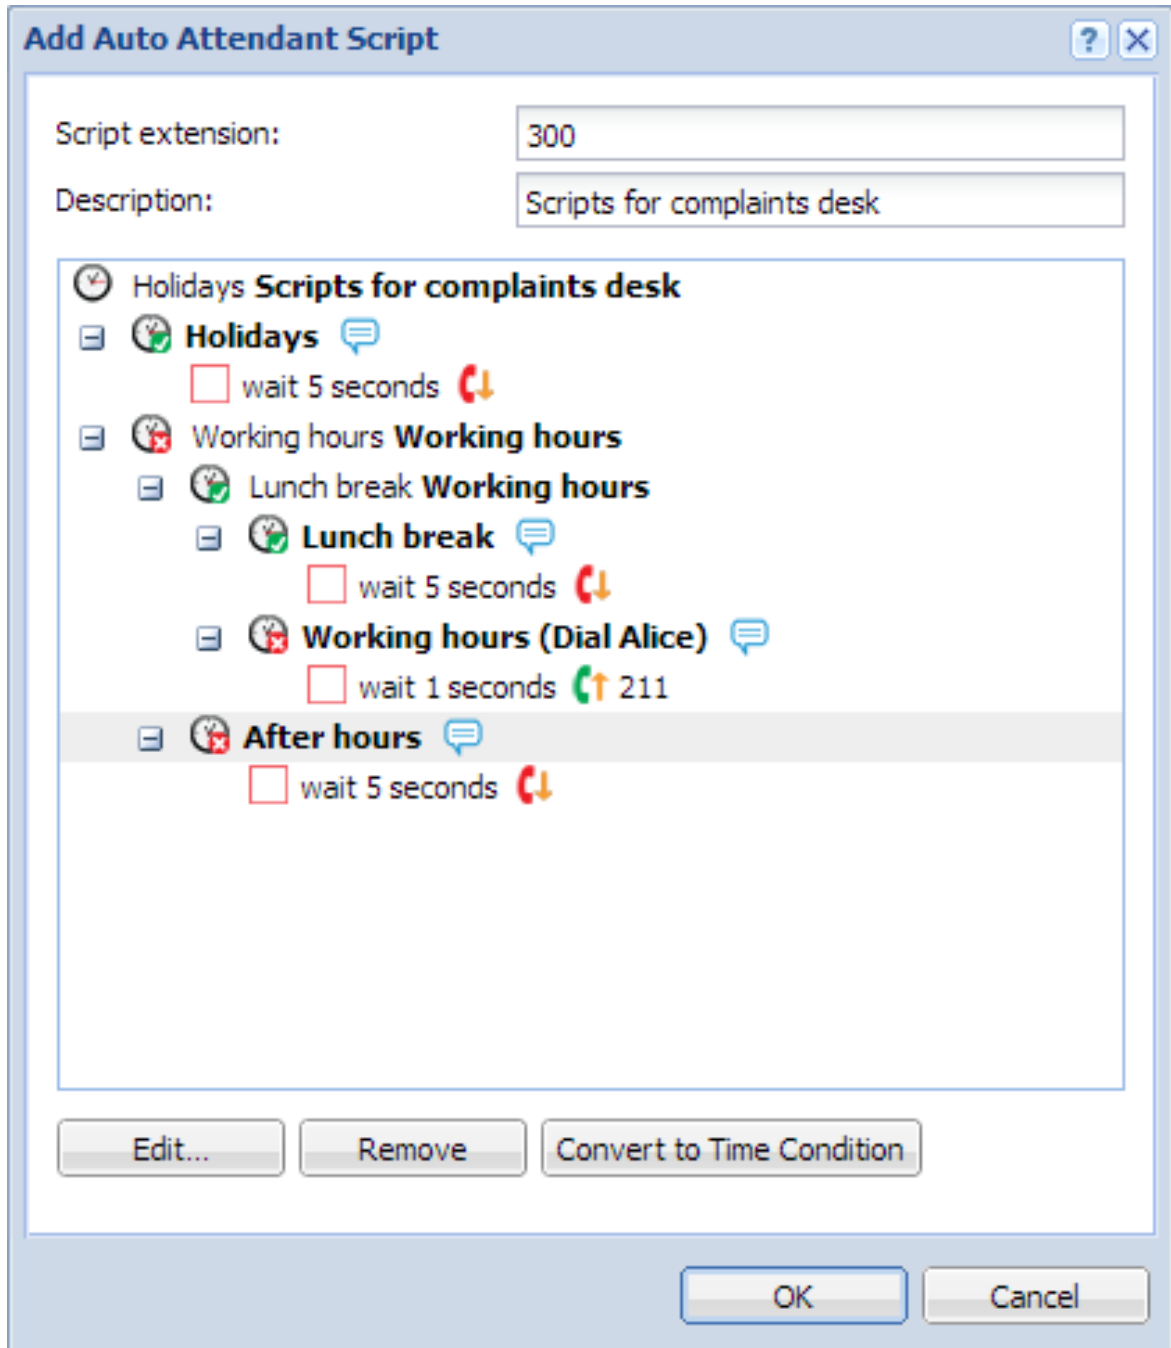 Add Auto Attendant Script
Script extension: 300
Description: Scripts for complaints desk
Holidays Scripts for complaints desk
Holidays
wait 5 seconds
Working hours Working hours
Lunch break Working hours
Lunch break
wait 5 seconds
Working hours (Dial Alice)
wait 1 seconds 211
After hours
wait 5 seconds
Edit... Remove Convert to Time Condition
OK Cancel